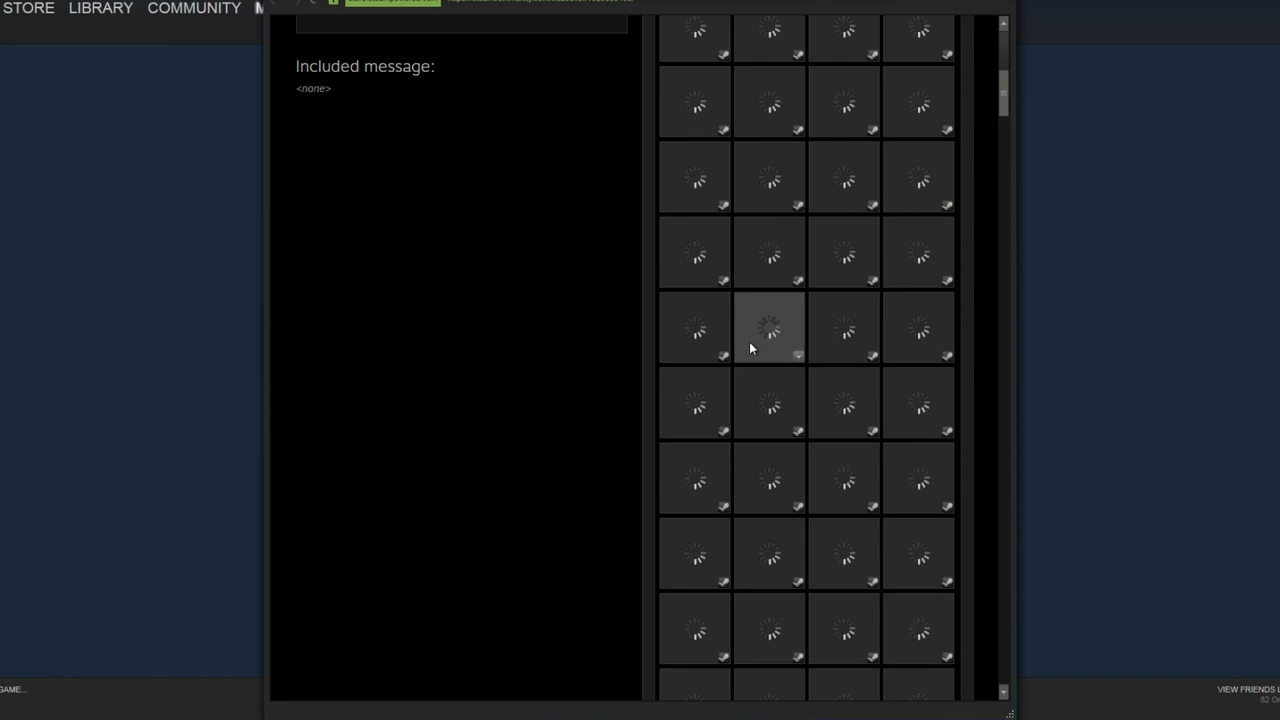 STORE LIBRARY COMMUNITY
Included message:
<none>
GAME...
VIEW FRIENDS L